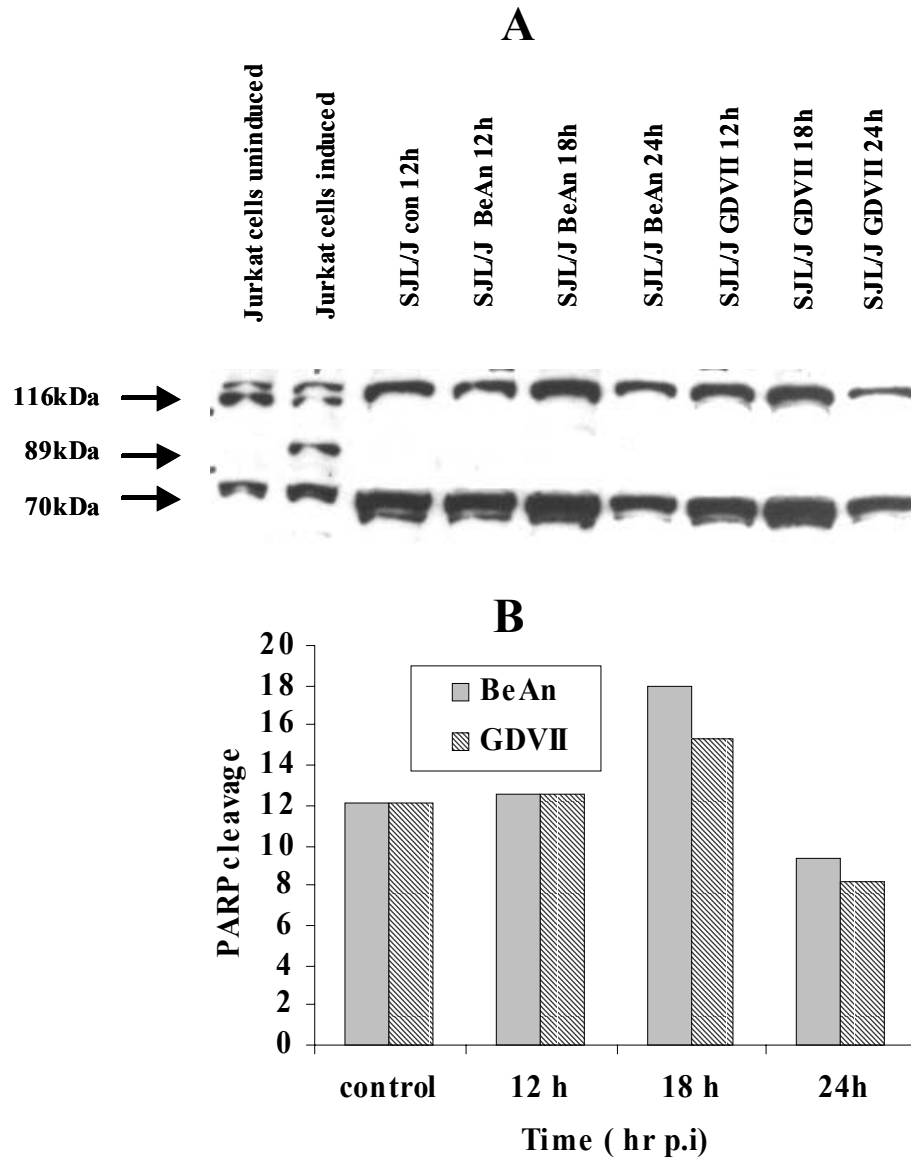 A
Jurkat cells uninduced
Jurkat cells induced
SJL/J con 12h
SJL/J BeAn 12h
SJL/J BeAn 18h
SJL/J BeAn 24h
SJL/J GDVII 12h
SJL/J GDVII 18h
SJL/J GDVII 24h
116kDa
89kDa
70kDa
B
PARP cleavage
20
18
16
14
12
10
8
6
4
2
0
BeAn
GDVII
control
12 h
18 h
24h
Time ( hr p.i)